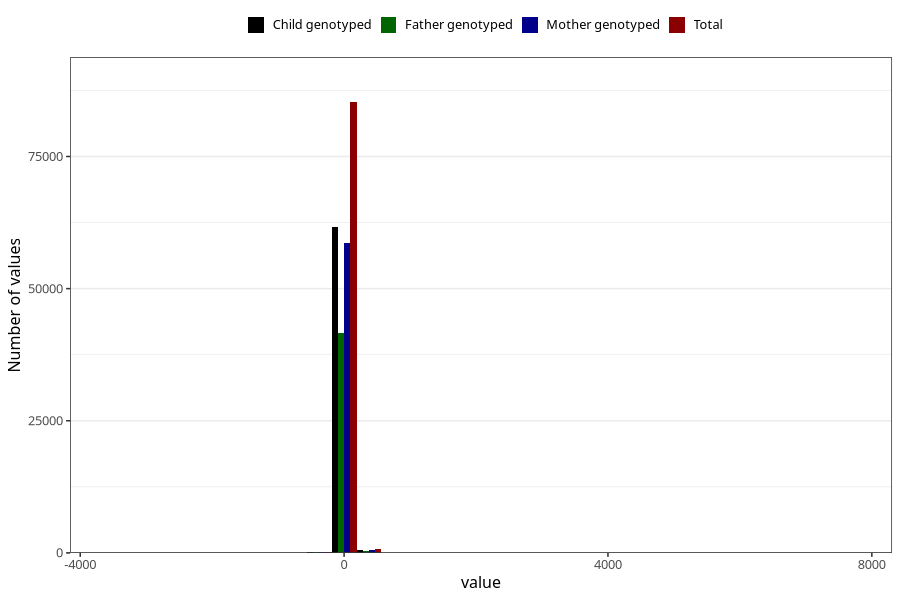 Child genotyped Father genotyped Mother genotyped Total
Number of values
75000
50000
25000
0
-4000 0 4000 8000
value